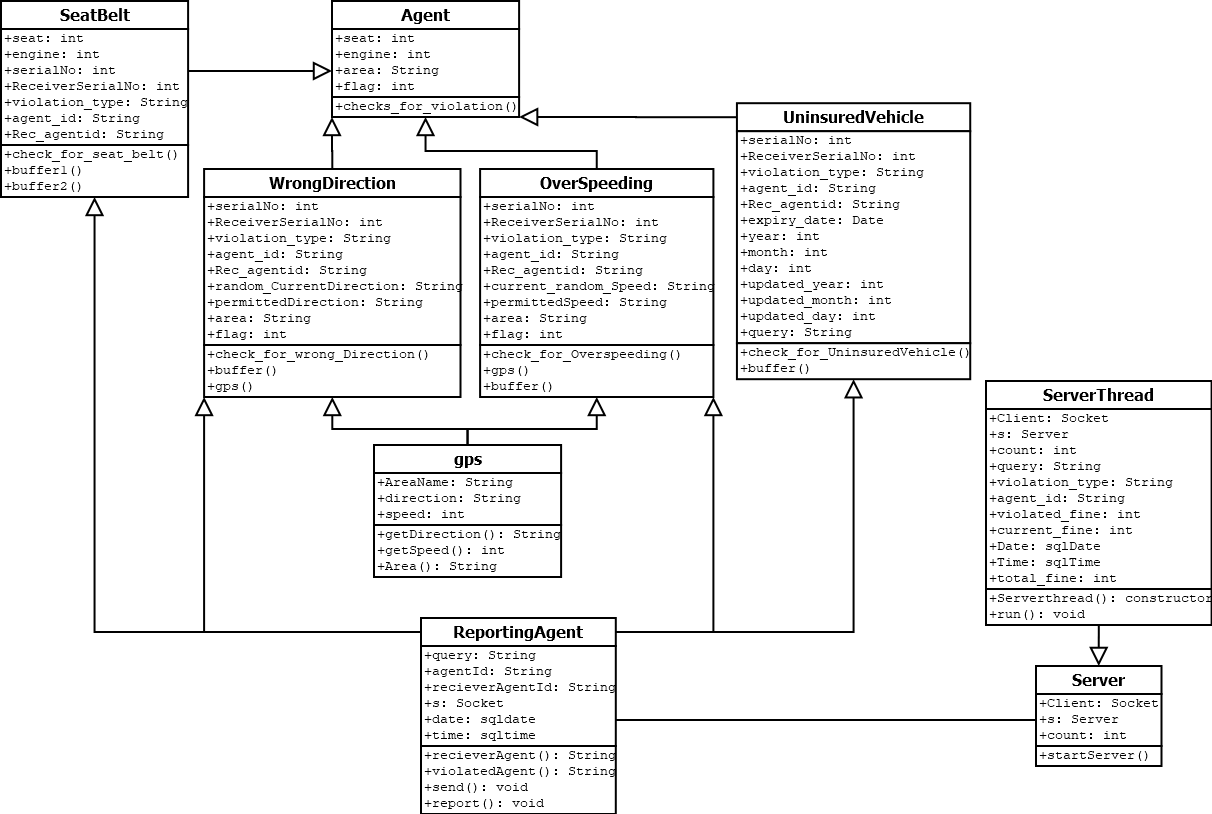 SeatBelt
+seat: int
+engine: int
+serialNo: int
+ReceiverSerialNo: int
+violation_type: String
+agent_id: String
+Rec_agentid: String
+check_for_seat_belt()
+buffer1()
+buffer2()
Agent
+seat: int
+engine: int
+area: String
+flag: int
+checks_for_violation()
UninsuredVehicle
+serialNo: int
+ReceiverSerialNo: int
+violation_type: String
+agent_id: String
+Rec_agentid: String
+expiry_date: Date
+year: int
+month: int
+day: int
+updated_year: int
+updated_month: int
+updated_day: int
+query: String
+check_for_UninsuredVehicle()
+buffer()
WrongDirection
+serialNo: int
+ReceiverSerialNo: int
+violation_type: String
+agent_id: String
+Rec_agentid: String
+random_CurrentDirection: String
+permittedDirection: String
+area: String
+flag: int
+check_for_wrong_Direction()
+buffer()
+gps()
OverSpeeding
+serialNo: int
+ReceiverSerialNo: int
+violation_type: String
+agent_id: String
+Rec_agentid: String
+current_random_Speed: String
+permittedSpeed: String
+area: String
+flag: int
+check_for_Overspeeding()
+gps()
+buffer()
ServerThread
+Client: Socket
+s: Server
+count: int
+query: String
+violation_type: String
+agent_id: String
+violated_fine: int
+current_fine: int
+Date: sqlDate
+Time: sqlTime
+total_fine: int
+Serverthread(): constructor
+run(): void
gps
+AreaName: String
+direction: String
+speed: int
+getDirection(): String
+getSpeed(): int
+Area(): String
ReportingAgent
+query: String
+agentId: String
+recieverAgentId: String
+s: Socket
+date: sqldate
+time: sqltime
+recieverAgent(): String
+violatedAgent(): String
+send(): void
+report(): void
Server
+Client: Socket
+s: Server
+count: int
+startServer()